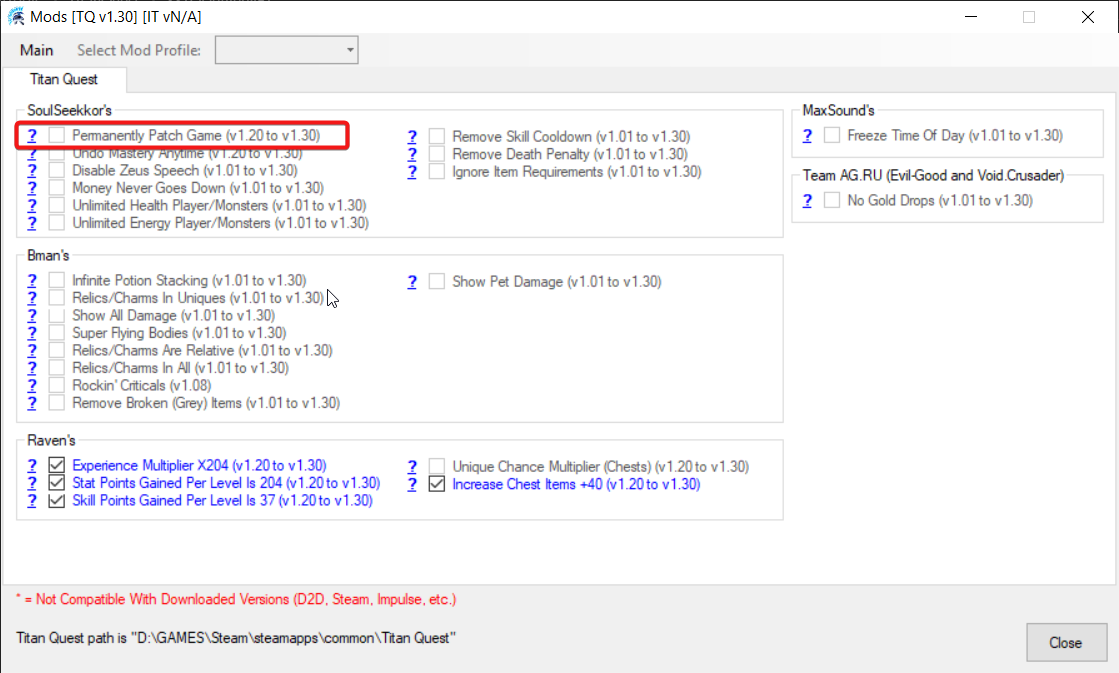 Mods [TQ v1.30] [IT vN/A]
Main Select Mod Profile:
Titan Quest
SoulSeekkor's
? Permanently Patch Game (v1.20 to v1.30)
? Undo Mastery Anytime (v1.20 to v1.30)
? Disable Zeus Speech (v1.01 to v1.30)
? Money Never Goes Down (v1.01 to v1.30)
? Unlimited Health Player/Monsters (v1.01 to v1.30)
? Unlimited Energy Player/Monsters (v1.01 to v1.30)
? Remove Skill Cooldown (v1.01 to v1.30)
? Remove Death Penalty (v1.01 to v1.30)
? Ignore Item Requirements (v1.01 to v1.30)
MaxSound's
? Freeze Time Of Day (v1.01 to v1.30)
Team AG.RU (Evil-Good and Void.Crusader)
? No Gold Drops (v1.01 to v1.30)
Bman's
? Infinite Potion Stacking (v1.01 to v1.30)
? Relics/Charms In Uniques (v1.01 to v1.30)
? Show All Damage (v1.01 to v1.30)
? Super Flying Bodies (v1.01 to v1.30)
? Relics/Charms Are Relative (v1.01 to v1.30)
? Relics/Charms In All (v1.01 to v1.30)
? Rockin' Criticals (v1.08)
? Remove Broken (Grey) Items (v1.01 to v1.30)
? Show Pet Damage (v1.01 to v1.30)
Raven's
? Experience Multiplier X204 (v1.20 to v1.30)
? Stat Points Gained Per Level Is 204 (v1.20 to v1.30)
? Skill Points Gained Per Level Is 37 (v1.20 to v1.30)
? Unique Chance Multiplier (Chests) (v1.20 to v1.30)
? Increase Chest Items +40 (v1.20 to v1.30)
* = Not Compatible With Downloaded Versions (D2D, Steam, Impulse, etc.)
Titan Quest path is "D:\GAMES\Steam\steamapps\common\Titan Quest"
Close